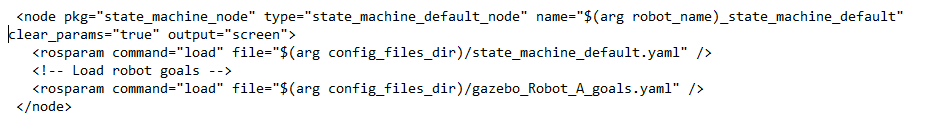 <node pkg="state_machine_node" type="state_machine_default_node" name="$(arg robot_name)_state_machine_default"
clear_params="true" output="screen">
<rosparam command="load" file="$(arg config_files_dir)/state_machine_default.yaml" />
<!-- Load robot goals -->
<rosparam command="load" file="$(arg config_files_dir)/gazebo_Robot_A_goals.yaml" />
</node>